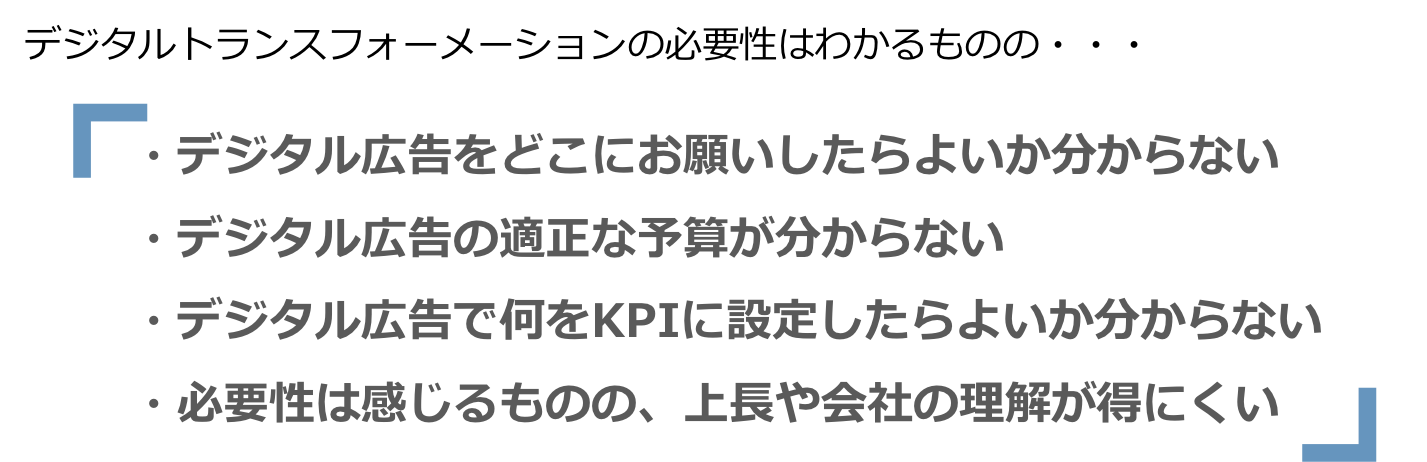 デジタルトランスフォーメーションの必要性はわかるものの・・・
・デジタル広告をどこにお願いしたらよいか分からない
・デジタル広告の適正な予算が分からない
・デジタル広告で何をKPIに設定したらよいか分からない
・必要性は感じるものの、上長や会社の理解が得にくい